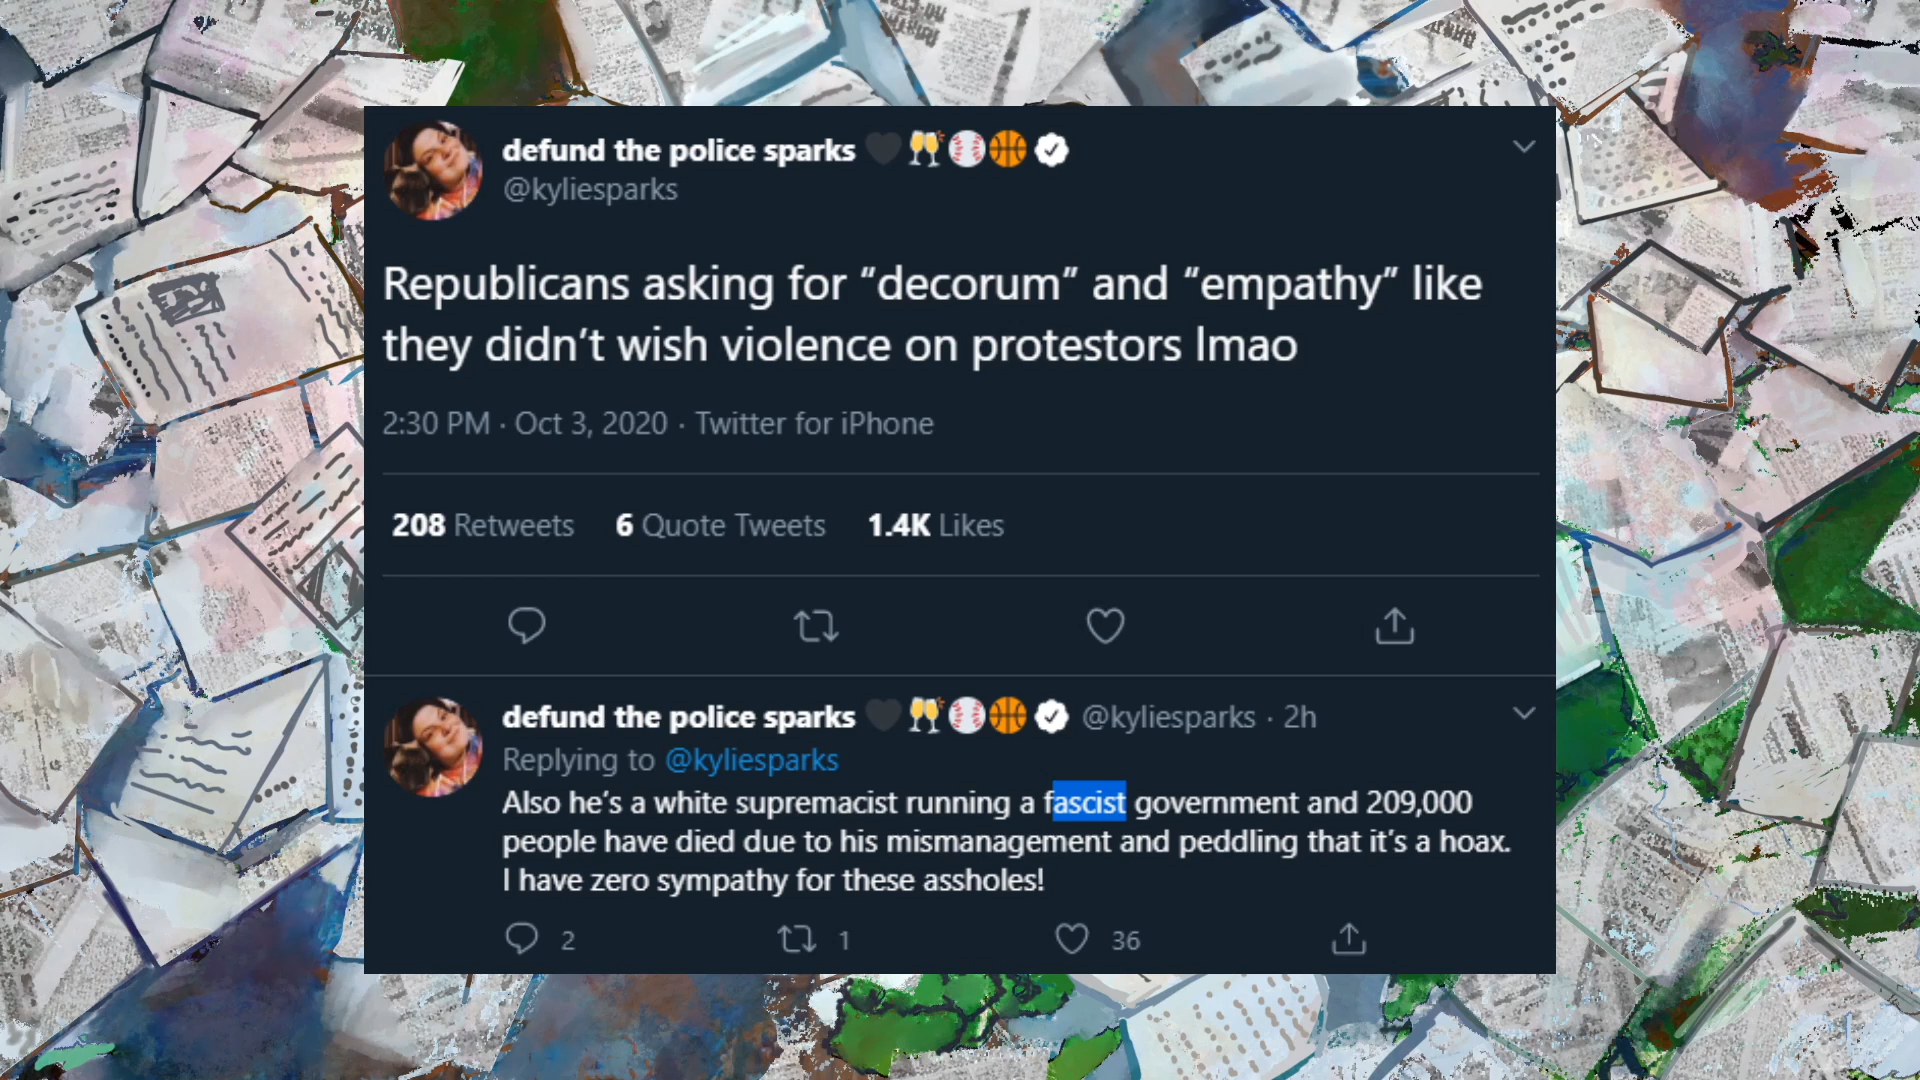 defund the police sparks 🖤🥂⚾🏀
@kyliesparks
Republicans asking for “decorum” and “empathy” like
they didn’t wish violence on protestors lmao
2:30 PM · Oct 3, 2020 · Twitter for iPhone
208 Retweets 6 Quote Tweets 1.4K Likes
defund the police sparks 🖤🥂⚾🏀 @kyliesparks · 2h
Replying to @kyliesparks
Also he’s a white supremacist running a fascist government and 209,000
people have died due to his mismanagement and peddling that it’s a hoax.
I have zero sympathy for these assholes!
2 1 36